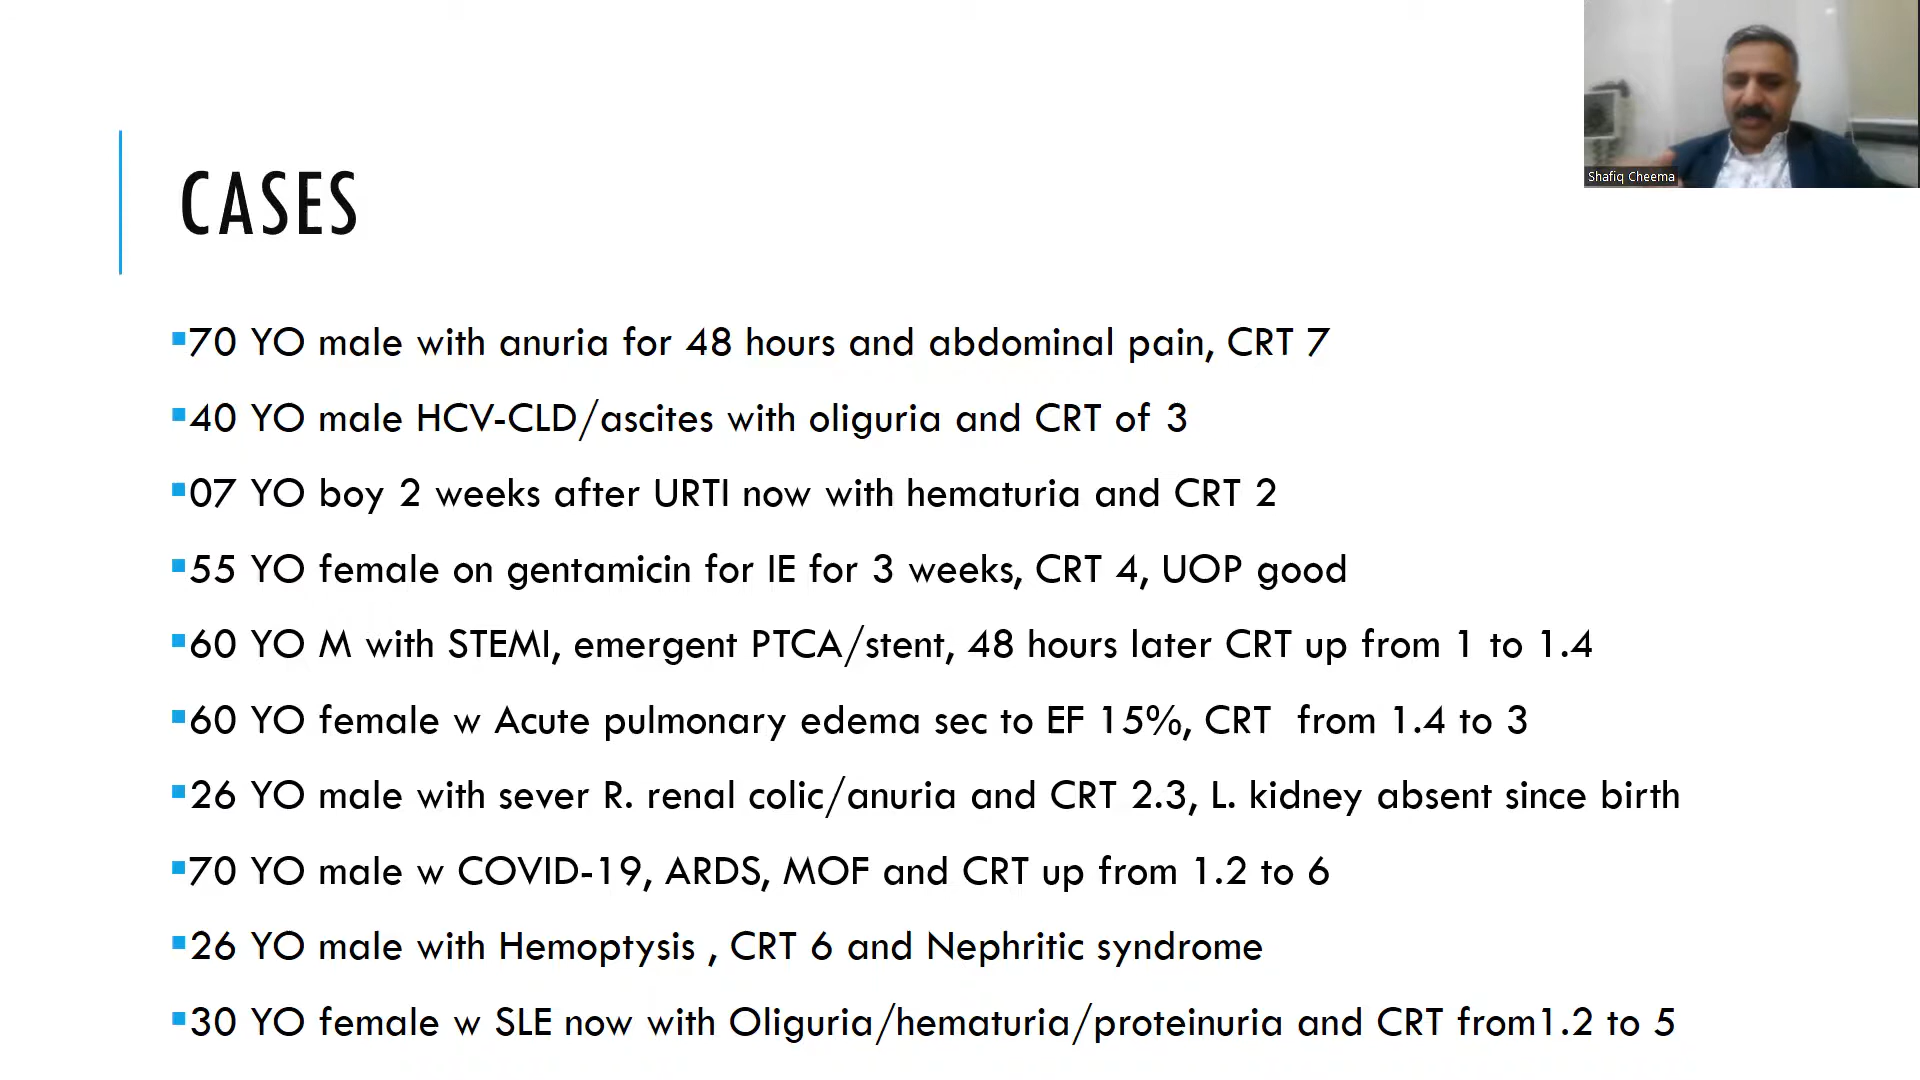 Shafiq Cheema
CASES
▪70 YO male with anuria for 48 hours and abdominal pain, CRT 7
▪40 YO male HCV-CLD/ascites with oliguria and CRT of 3
▪07 YO boy 2 weeks after URTI now with hematuria and CRT 2
▪55 YO female on gentamicin for IE for 3 weeks, CRT 4, UOP good
▪60 YO M with STEMI, emergent PTCA/stent, 48 hours later CRT up from 1 to 1.4
▪60 YO female w Acute pulmonary edema sec to EF 15%, CRT  from 1.4 to 3
▪26 YO male with sever R. renal colic/anuria and CRT 2.3, L. kidney absent since birth
▪70 YO male w COVID-19, ARDS, MOF and CRT up from 1.2 to 6
▪26 YO male with Hemoptysis , CRT 6 and Nephritic syndrome
▪30 YO female w SLE now with Oliguria/hematuria/proteinuria and CRT from1.2 to 5